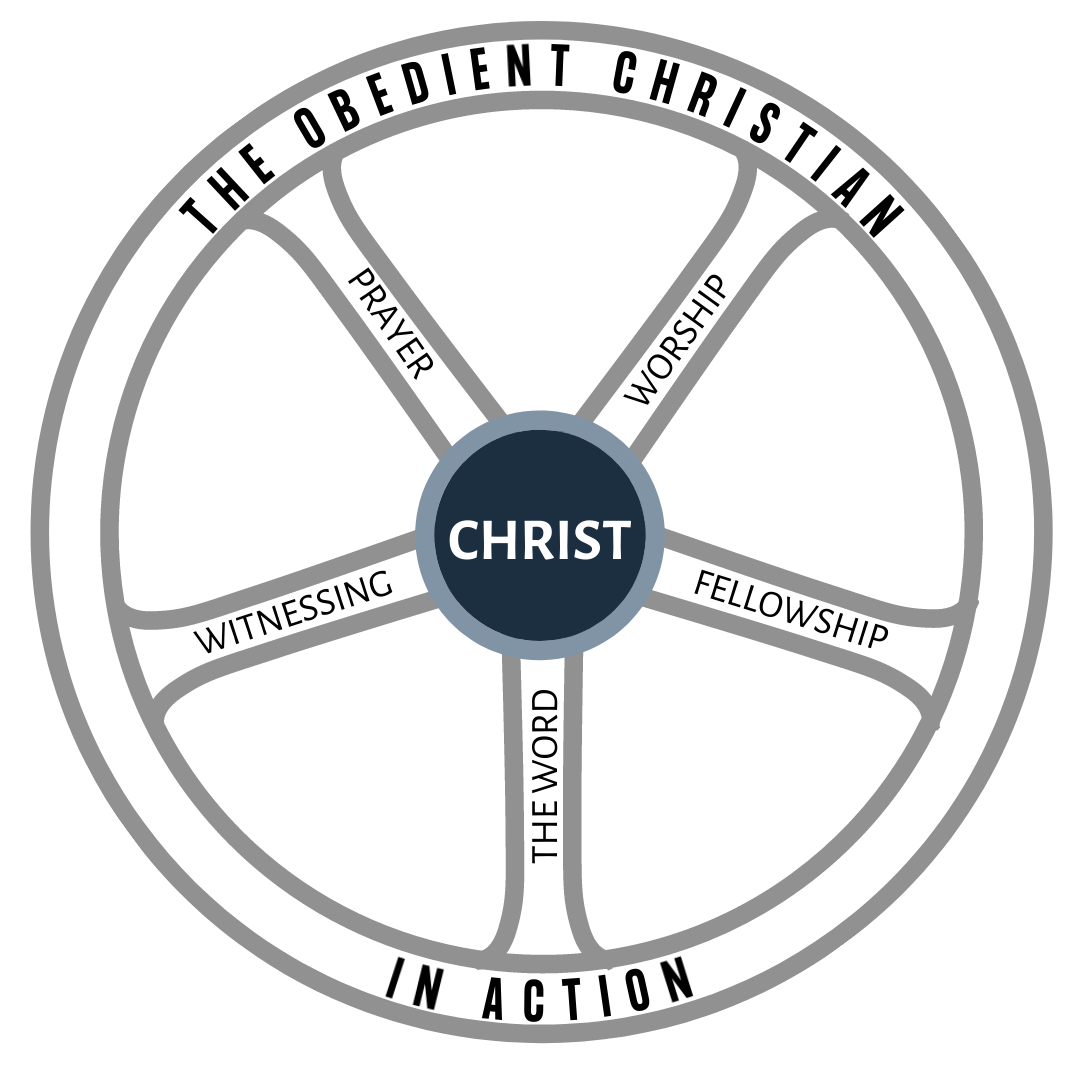 THE OBEDIENT CHRISTIAN
PRAYER
WORSHIP
CHRIST
WITNESSING
FELLOWSHIP
THE WORD
IN ACTION